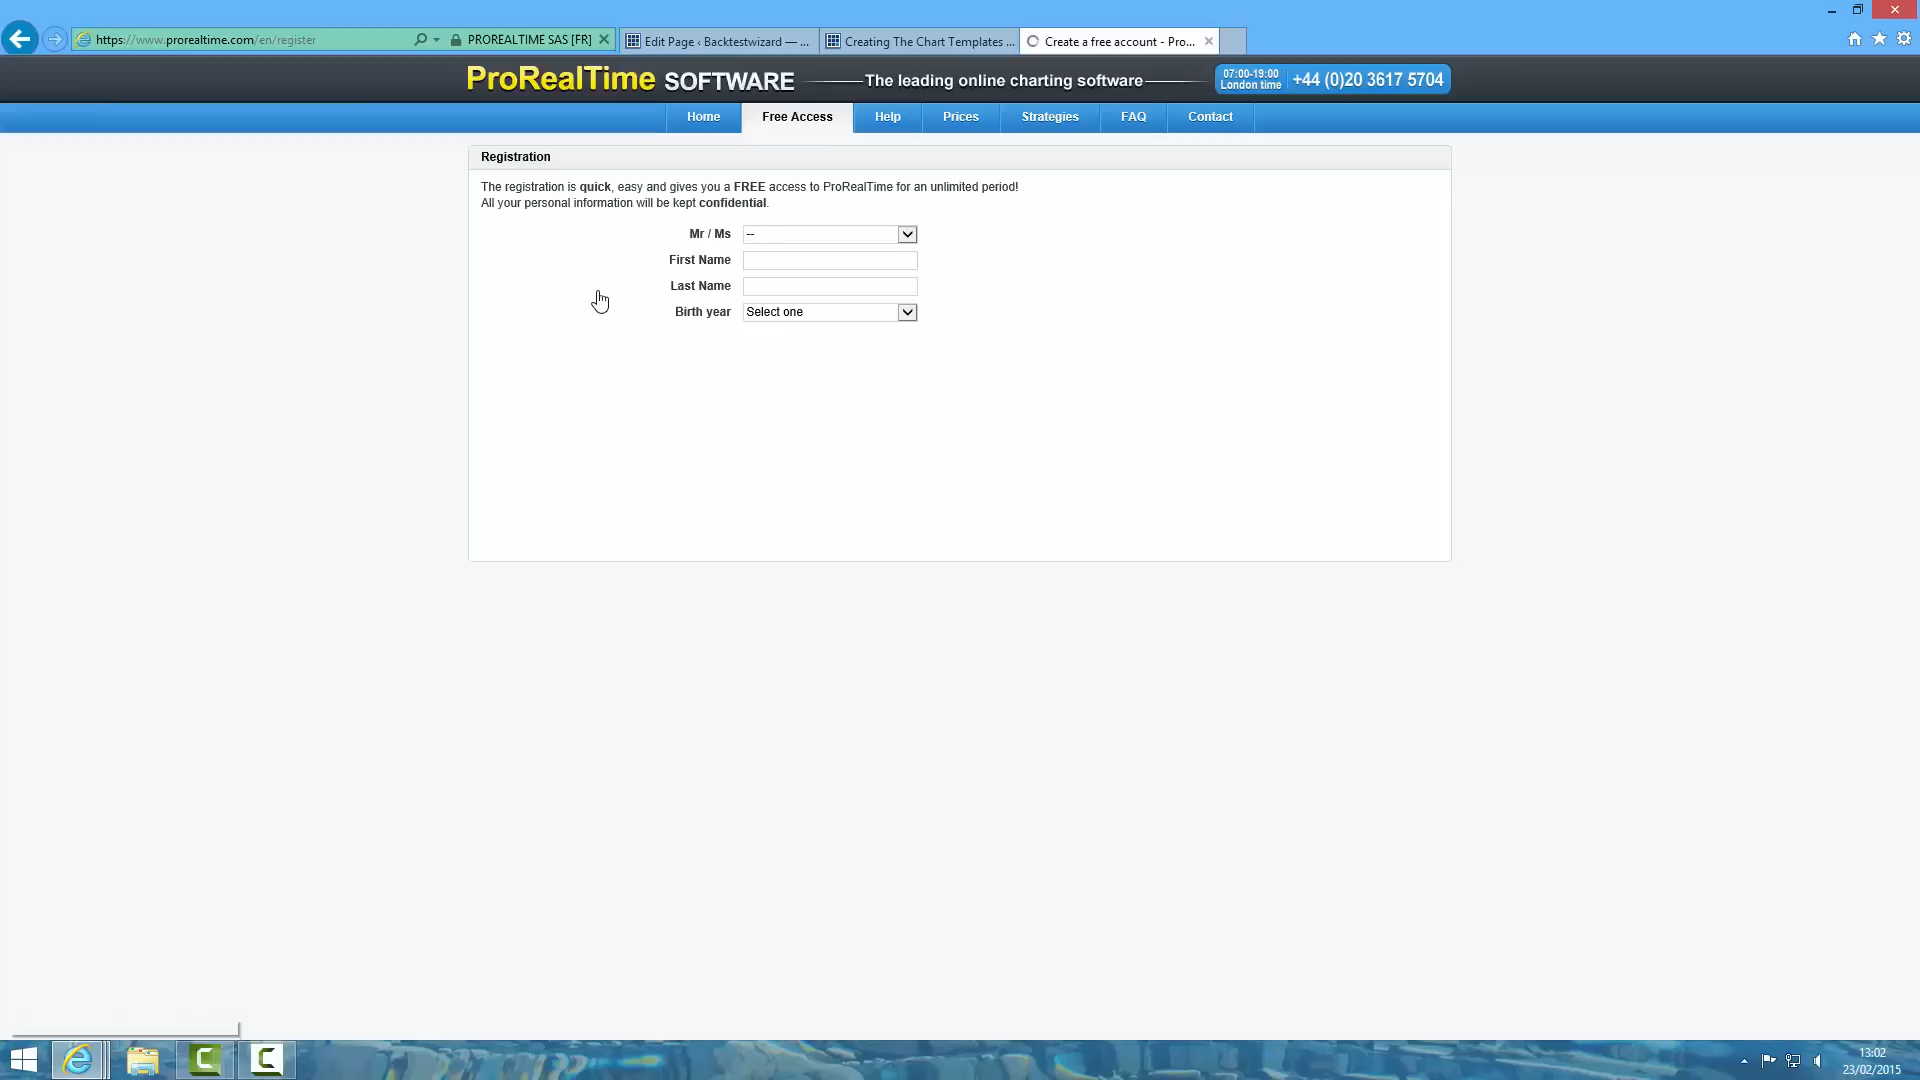 https://www.prorealtime.com/en/register
PROREALTIME SAS [FR]
Edit Page ‹ Backtestwizard — ...
Creating The Chart Templates ...
Create a free account - Pro...
ProRealTime SOFTWARE
The leading online charting software
07:00-19:00
London time
+44 (0)20 3617 5704
Home
Free Access
Help
Prices
Strategies
FAQ
Contact
Registration
The registration is quick, easy and gives you a FREE access to ProRealTime for an unlimited period!
All your personal information will be kept confidential.
Mr / Ms
--
First Name
Last Name
Birth year
Select one
13:02
23/02/2015